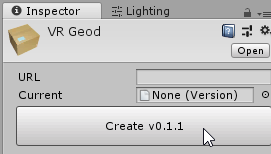 Inspector Lighting
VR Geod
Open
URL
Current None (Version)
Create v0.1.1